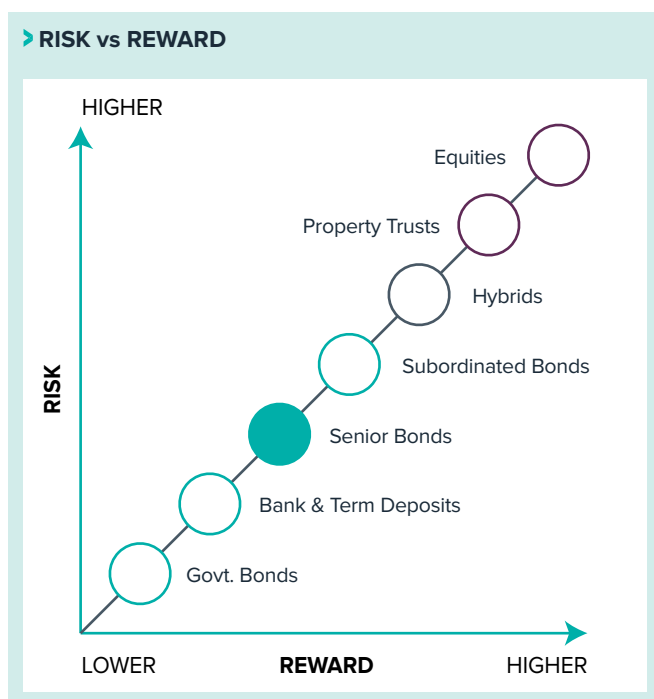 RISK vs REWARD
HIGHER
Equities
Property Trusts
Hybrids
Subordinated Bonds
RISK
Senior Bonds
Bank & Term Deposits
Govt. Bonds
LOWER REWARD HIGHER